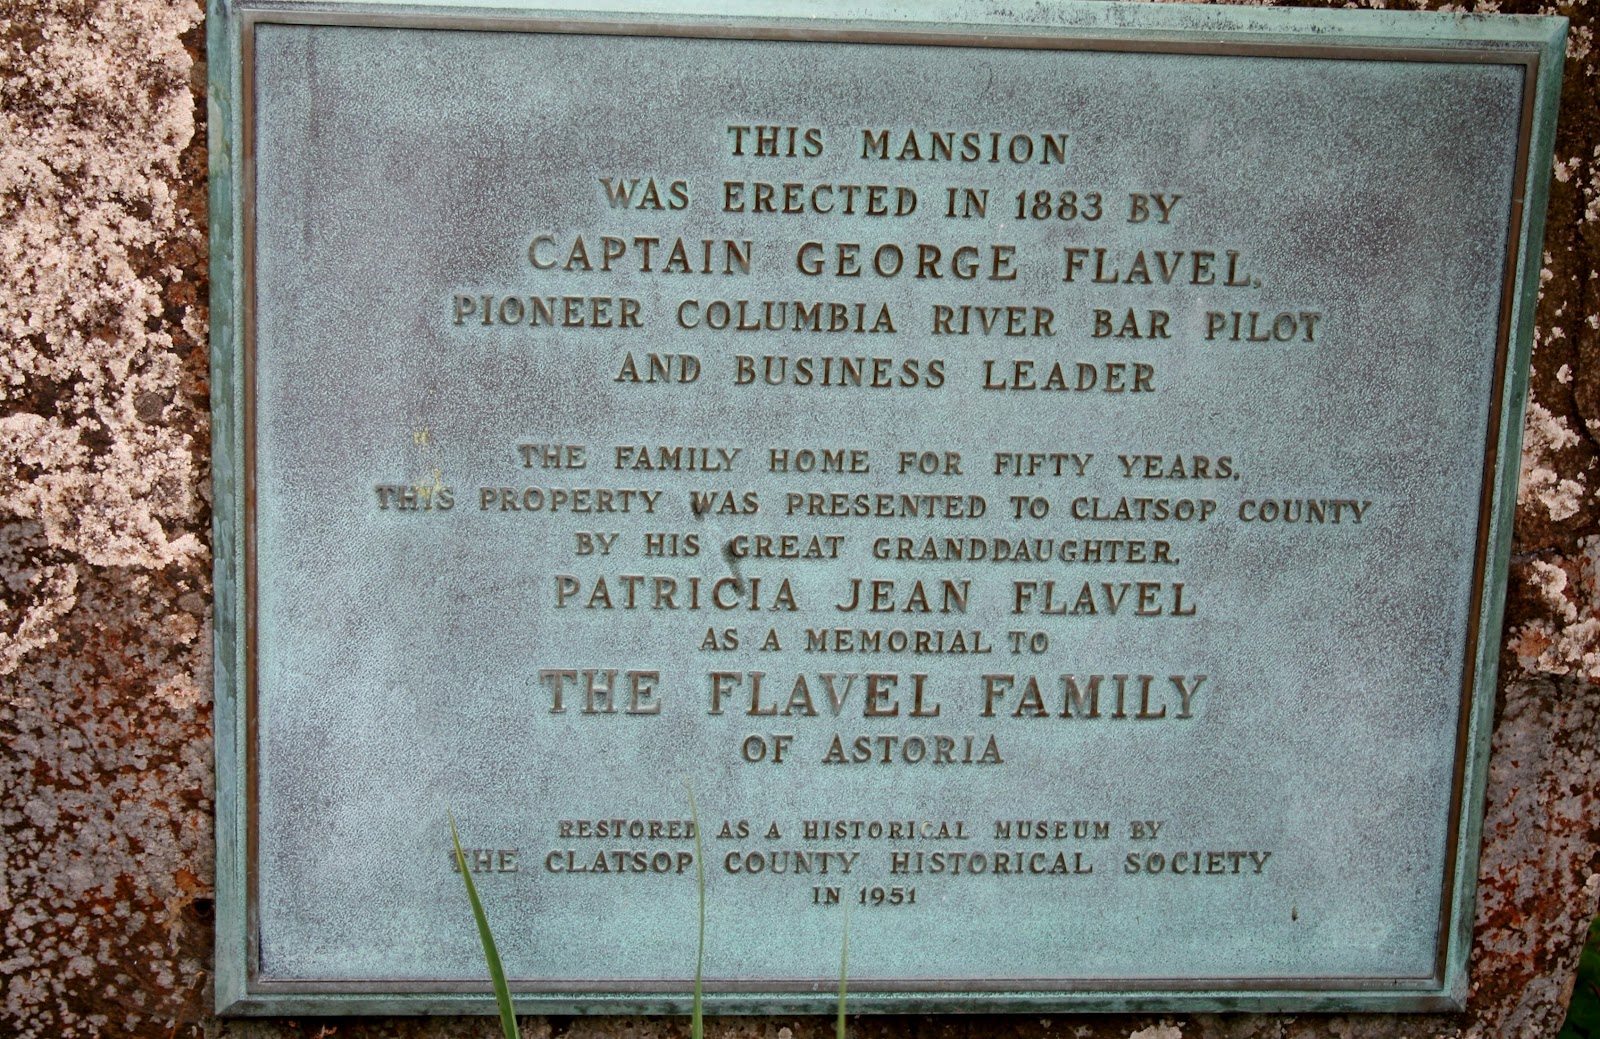 THIS MANSION
WAS ERECTED IN 1883 BY
CAPTAIN GEORGE FLAVEL,
PIONEER COLUMBIA RIVER BAR PILOT
AND BUSINESS LEADER
THE FAMILY HOME FOR FIFTY YEARS.
THIS PROPERTY WAS PRESENTED TO CLATSOP COUNTY
BY HIS GREAT GRANDDAUGHTER,
PATRICIA JEAN FLAVEL
AS A MEMORIAL TO
THE FLAVEL FAMILY
OF ASTORIA
RESTORED AS A HISTORICAL MUSEUM BY
THE CLATSOP COUNTY HISTORICAL SOCIETY
IN 1951